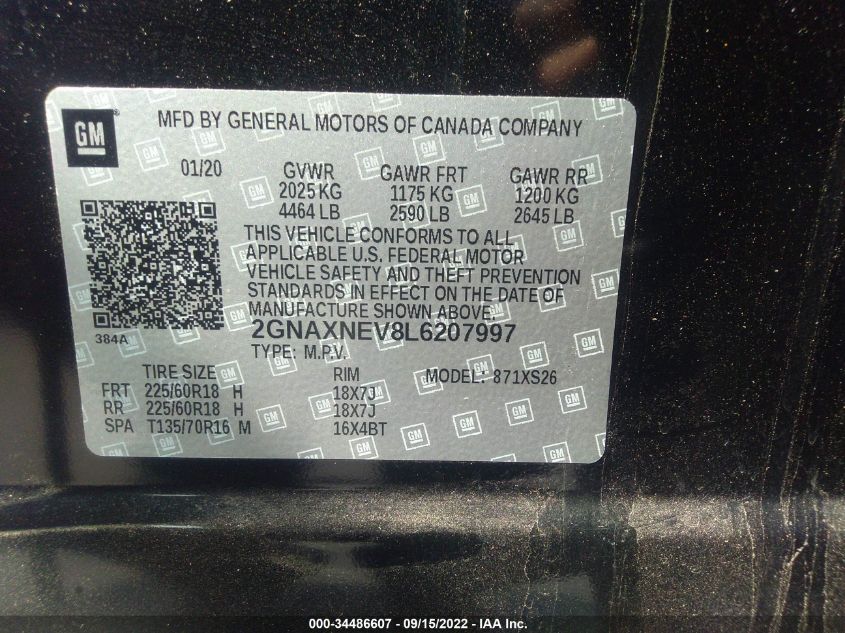 GM
MFD BY GENERAL MOTORS OF CANADA COMPANY
01/20 GVWR GAWR FRT GAWR RR
2025 KG 1175 KG 1200 KG
4464 LB 2590 LB 2645 LB
THIS VEHICLE CONFORMS TO ALL
APPLICABLE U.S. FEDERAL MOTOR
VEHICLE SAFETY AND THEFT PREVENTION
STANDARDS IN EFFECT ON THE DATE OF
MANUFACTURE SHOWN ABOVE.
384A 2GNAXNEV8L6207997
TYPE: M.P.V.
TIRE SIZE RIM MODEL: 871XS26
FRT 225/60R18 H 18X7J
RR 225/60R18 H 18X7J
SPA T135/70R16 M 16X4BT
000-34486607 - 09/15/2022 - IAA Inc.